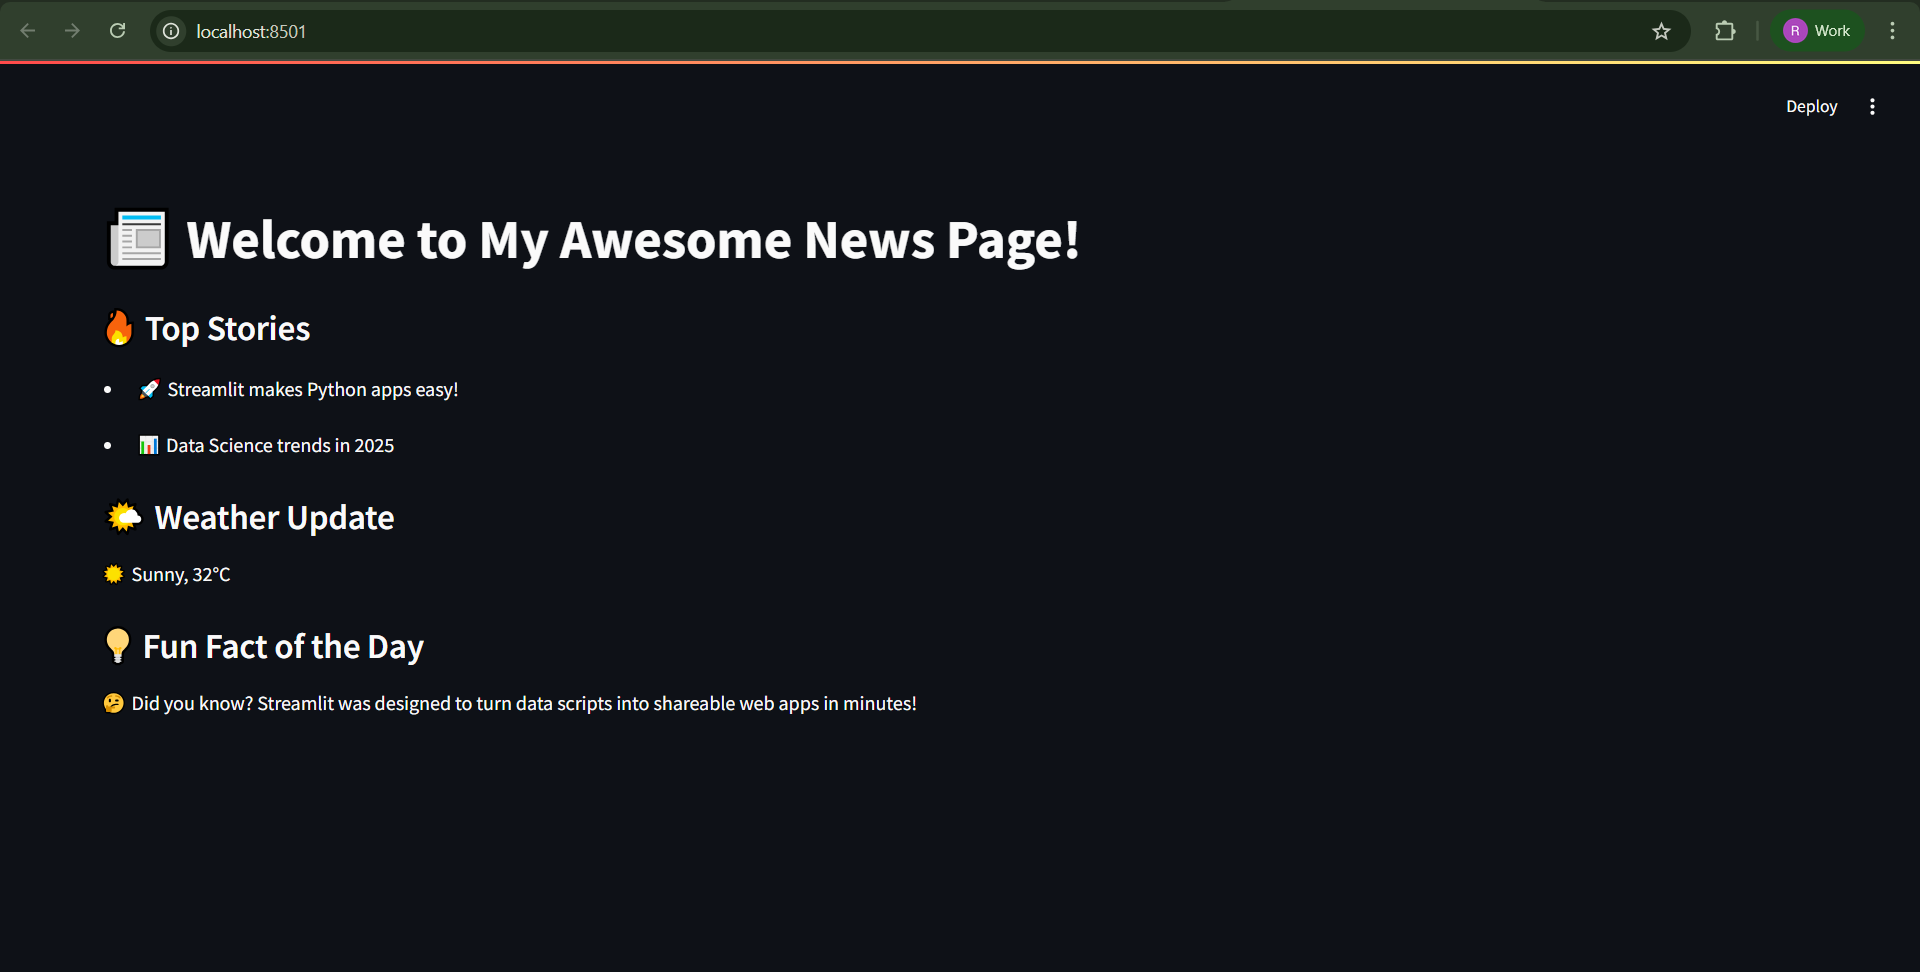 localhost:8501
R Work
Deploy
📰 Welcome to My Awesome News Page!
🔥 Top Stories
• 🚀 Streamlit makes Python apps easy!
• 📊 Data Science trends in 2025
🌤️ Weather Update
☀️ Sunny, 32°C
💡 Fun Fact of the Day
🤔 Did you know? Streamlit was designed to turn data scripts into shareable web apps in minutes!